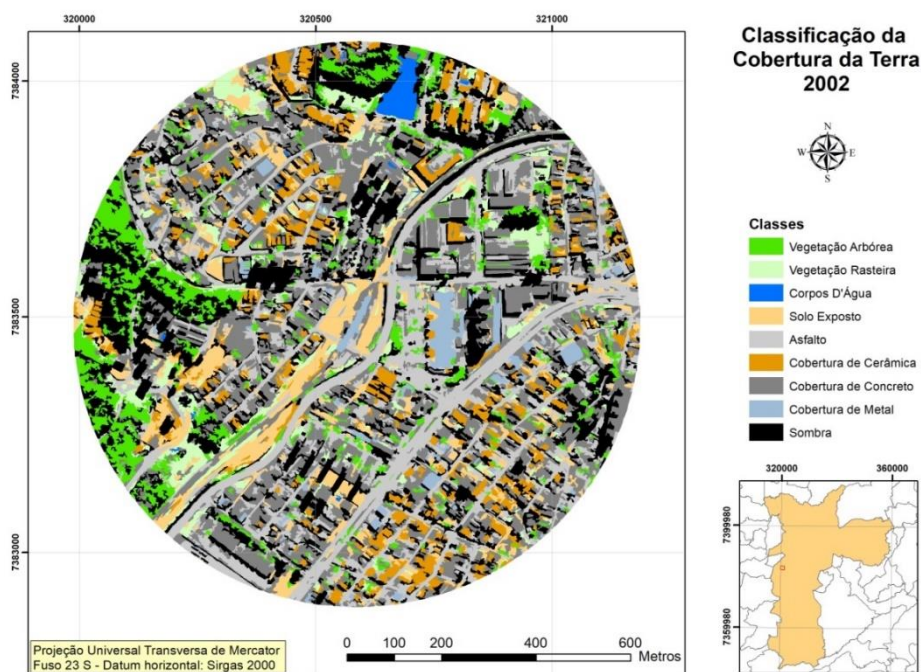 320000
320500
321000
7384000
7383500
7383000
Projeção Universal Transversa de Mercator
Fuso 23 S - Datum horizontal: Sirgas 2000
0 100 200 400 600
Metros
Classificação da
Cobertura da Terra
2002
N
W E
S
Classes
Vegetação Arbórea
Vegetação Rasteira
Corpos D'Água
Solo Exposto
Asfalto
Cobertura de Cerâmica
Cobertura de Concreto
Cobertura de Metal
Sombra
320000
360000
7399980
7359980